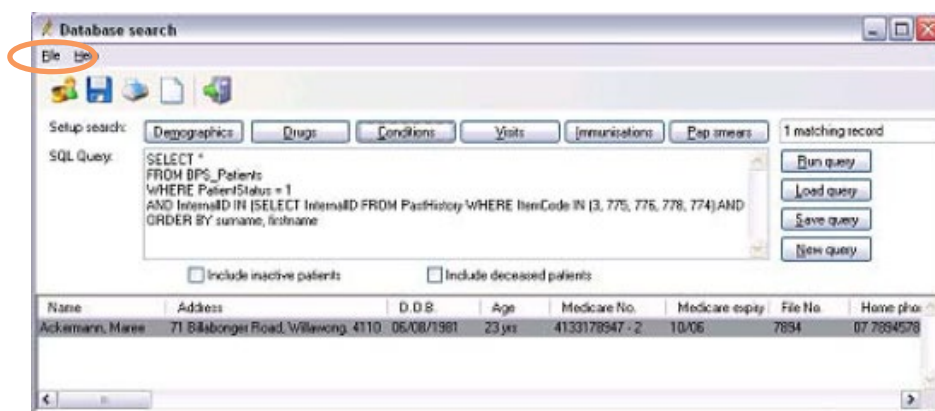 Database search
File Help
Setup search: Demographics Drugs Conditions Visits Immunisations Pap smears 1 matching record
SQL Query:
SELECT *
FROM BPS_Patients
WHERE PatientStatus = 1
AND InternalID IN (SELECT InternalID FROM PastHistory WHERE ItemCode IN (3, 775, 776, 778, 774) AND
ORDER BY surname, firstname
Run query
Load query
Save query
New query
Include inactive patients Include deceased patients
Name Address D.O.B. Age Medicare No. Medicare expiry File No. Home phon
Ackermann, Maree 71 Billabonger Road, Willawong. 4110 06/08/1981 23 yrs 4133178947 - 2 10/06 7894 07 7894578